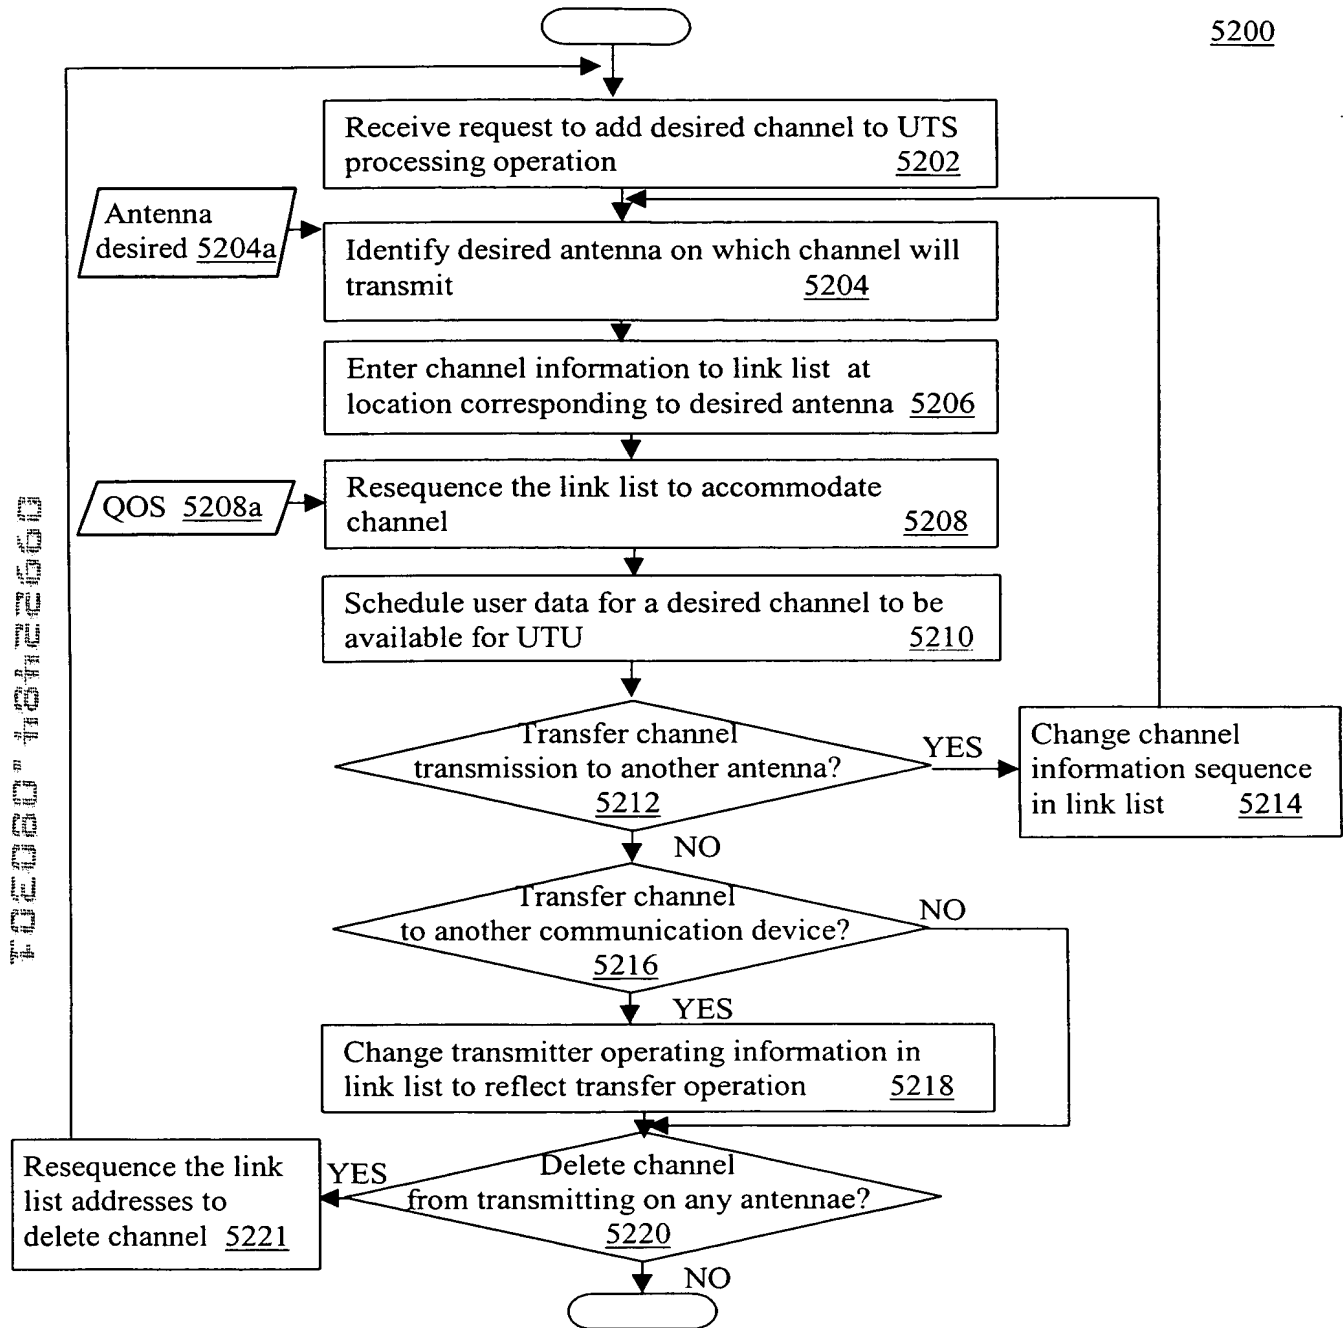 5200
Receive request to add desired channel to UTS
processing operation 5202
Antenna
desired 5204a
Identify desired antenna on which channel will
transmit 5204
Enter channel information to link list at
location corresponding to desired antenna 5206
QOS 5208a
Resequence the link list to accommodate
channel 5208
Schedule user data for a desired channel to be
available for UTU 5210
Transfer channel
transmission to another antenna?
5212
YES
Change channel
information sequence
in link list 5214
NO
Transfer channel
to another communication device?
5216
NO
YES
Change transmitter operating information in
link list to reflect transfer operation 5218
Delete channel
from transmitting on any antennae?
5220
YES
Resequence the link
list addresses to
delete channel 5221
NO